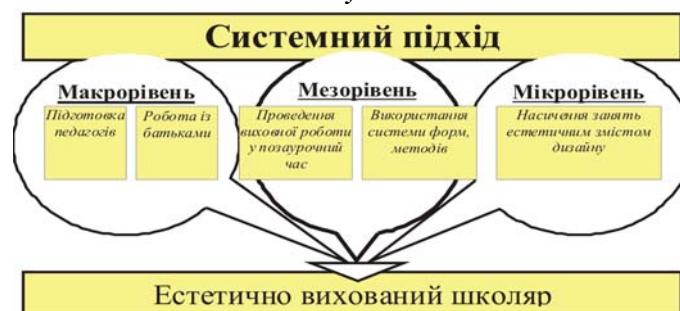 Системний підхід
Макрорівень
Підготовка
педагогів
Робота із
батьками
Мезорівень
Проведення
виховної роботи
у позаурочний
час
Використання
системи форм,
методів
Мікрорівень
Насичення занять
естетичним змістом
дизайну
Естетично вихований школяр